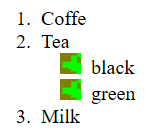 1. Coffe
2. Tea
black
green
3. Milk